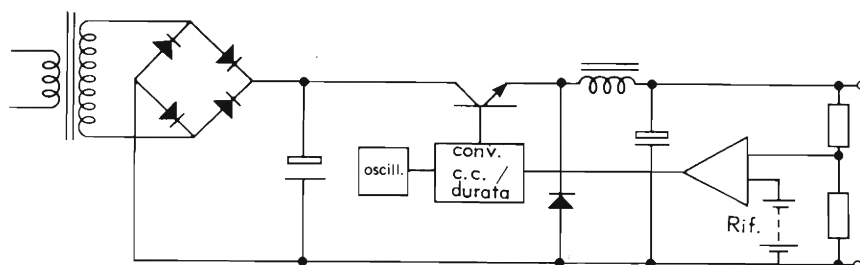 oscill.
conv.
c.c./
durata
Rif.